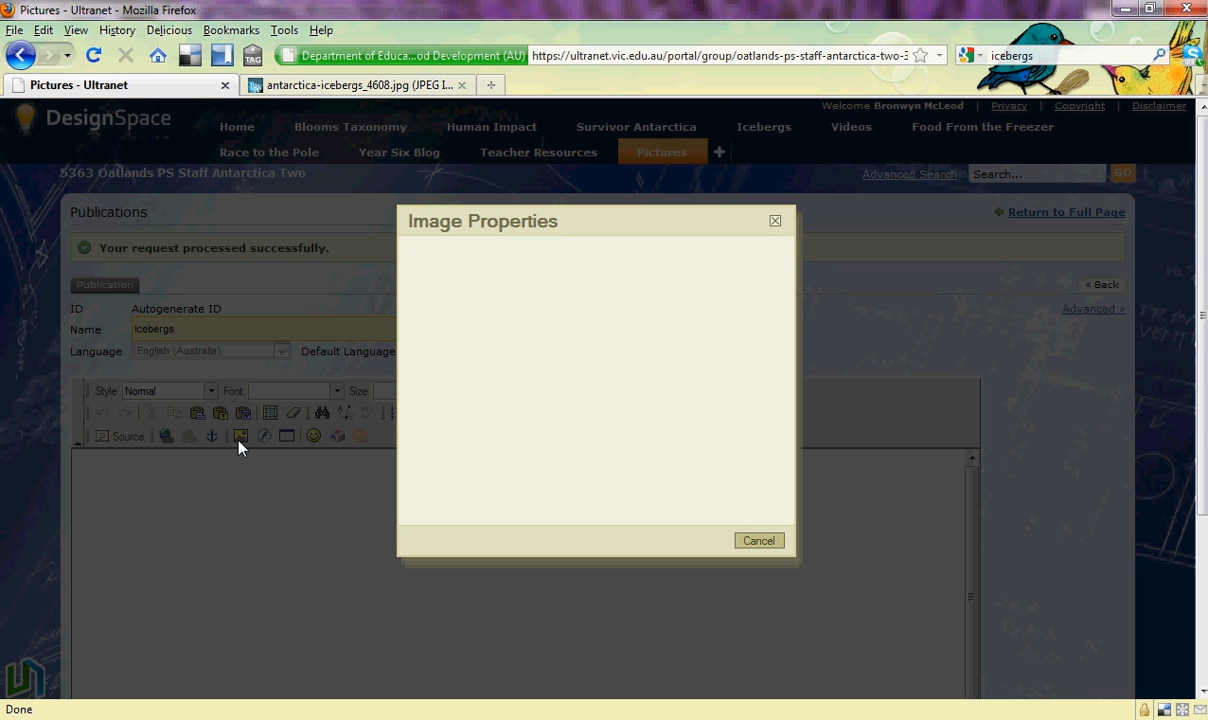 Pictures - Ultranet - Mozilla Firefox
File Edit View History Delicious Bookmarks Tools Help
TAG Department of Educa...od Development (AU) https://ultranet.vic.edu.au/portal/group/oatlands-ps-staff-antarctica-two-3 icebergs
Pictures - Ultranet antarctica-icebergs_4608.jpg (JPEG I...
Welcome Bronwyn McLeod | Privacy | Copyright | Disclaimer
DesignSpace
Home Blooms Taxonomy Human Impact Survivor Antarctica Icebergs Videos Food From the Freezer
Race to the Pole Year Six Blog Teacher Resources Pictures
5363 Oatlands PS Staff Antarctica Two Advanced Search Search... GO
Publications Return to Full Page
Image Properties
Your request processed successfully.
Publication « Back
ID Autogenerate ID Advanced »
Name Icebergs
Language English (Australia) Default Language
Style Normal Font Size
Source
Cancel
Done